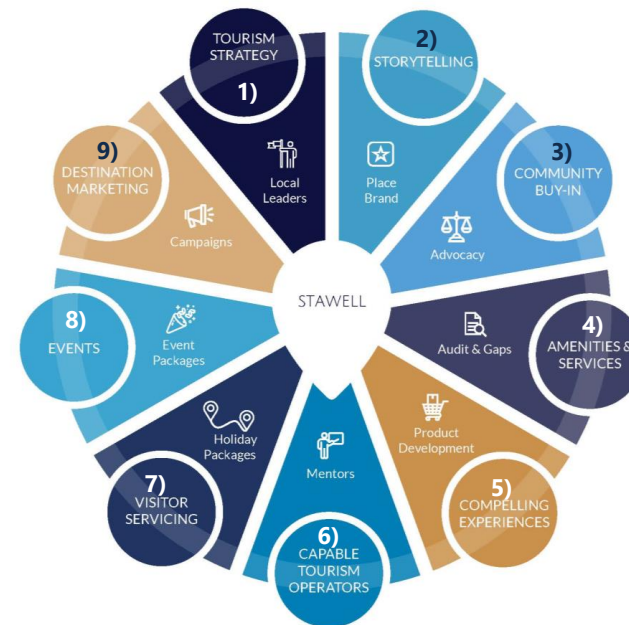 TOURISM
STRATEGY
1)
Local
Leaders
2)
STORYTELLING
Place
Brand
3)
COMMUNITY
BUY-IN
Advocacy
4)
AMENITIES &
SERVICES
Audit & Gaps
5)
COMPELLING
EXPERIENCES
Product
Development
6)
CAPABLE
TOURISM
OPERATORS
Mentors
7)
VISITOR
SERVICING
Holiday
Packages
8)
EVENTS
Event
Packages
9)
DESTINATION
MARKETING
Campaigns
STAWELL